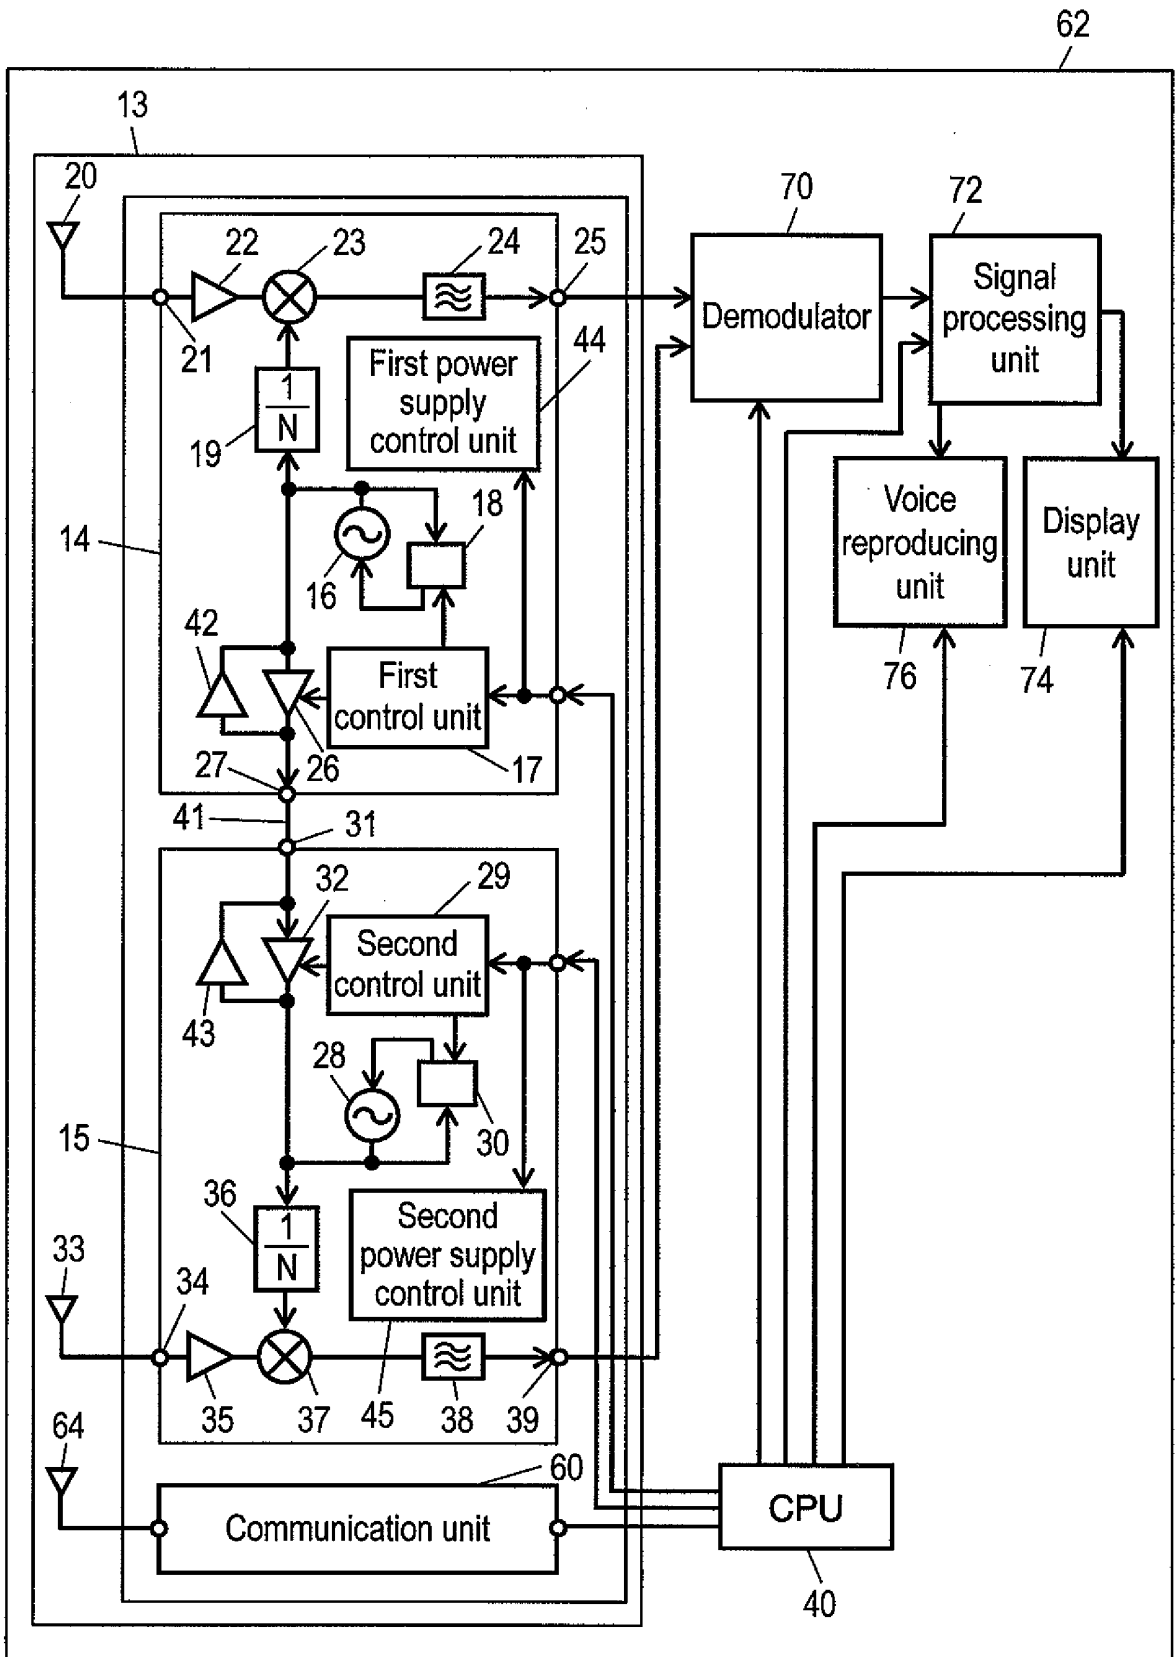 62
13
20
70
72
22
23
24
25
Signal
processing
unit
Demodulator
21
First power
supply
control unit
44
1
N
19
Voice
reproducing
unit
Display
unit
18
14
16
42
First
control unit
76
74
27
26
17
41
31
32
29
Second
control unit
43
28
30
15
36
1
N
Second
power supply
control unit
33
34
35
37
45
38
39
64
60
Communication unit
CPU
40